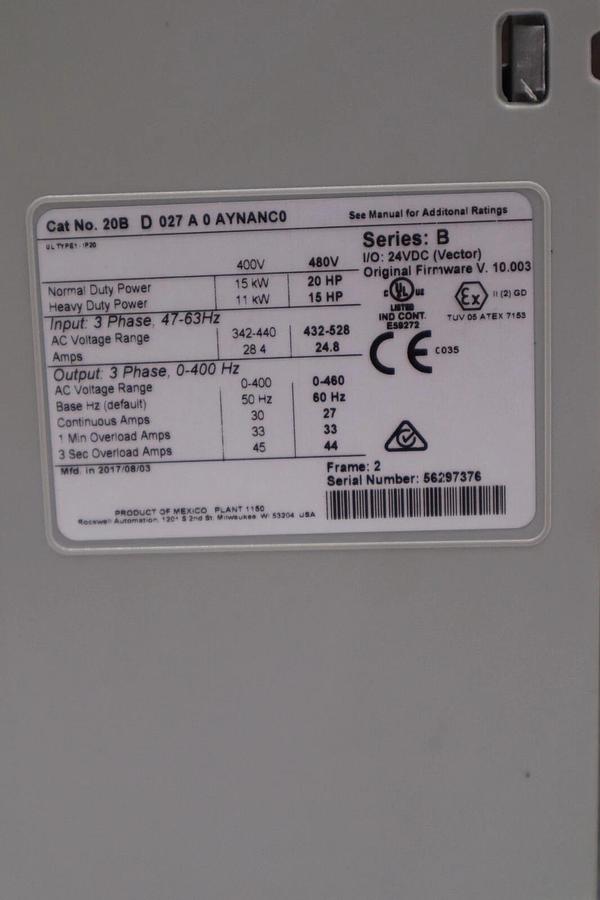 Cat No. 20B D 027 A 0 AYNANC0
See Manual for Additonal Ratings
UL TYPE1 - IP20
Series: B
I/O: 24VDC (Vector)
Original Firmware V. 10.003
400V 480V
Normal Duty Power 15 kW 20 HP
Heavy Duty Power 11 kW 15 HP
Input: 3 Phase, 47-63Hz
AC Voltage Range 342-440 432-528
Amps 28.4 24.8
Output: 3 Phase, 0-400 Hz
AC Voltage Range 0-400 0-460
Base Hz (default) 50 Hz 60 Hz
Continuous Amps 30 27
1 Min Overload Amps 33 33
3 Sec Overload Amps 45 44
c UL us
LISTED
IND CONT.
E59272
Ex II (2) GD
TUV 05 ATEX 7153
CE C035
Mfd. in 2017/08/03
Frame: 2
Serial Number: 56297376
PRODUCT OF MEXICO PLANT 1150
Rockwell Automation, 1201 S 2nd St. Milwaukee, WI 53204 USA